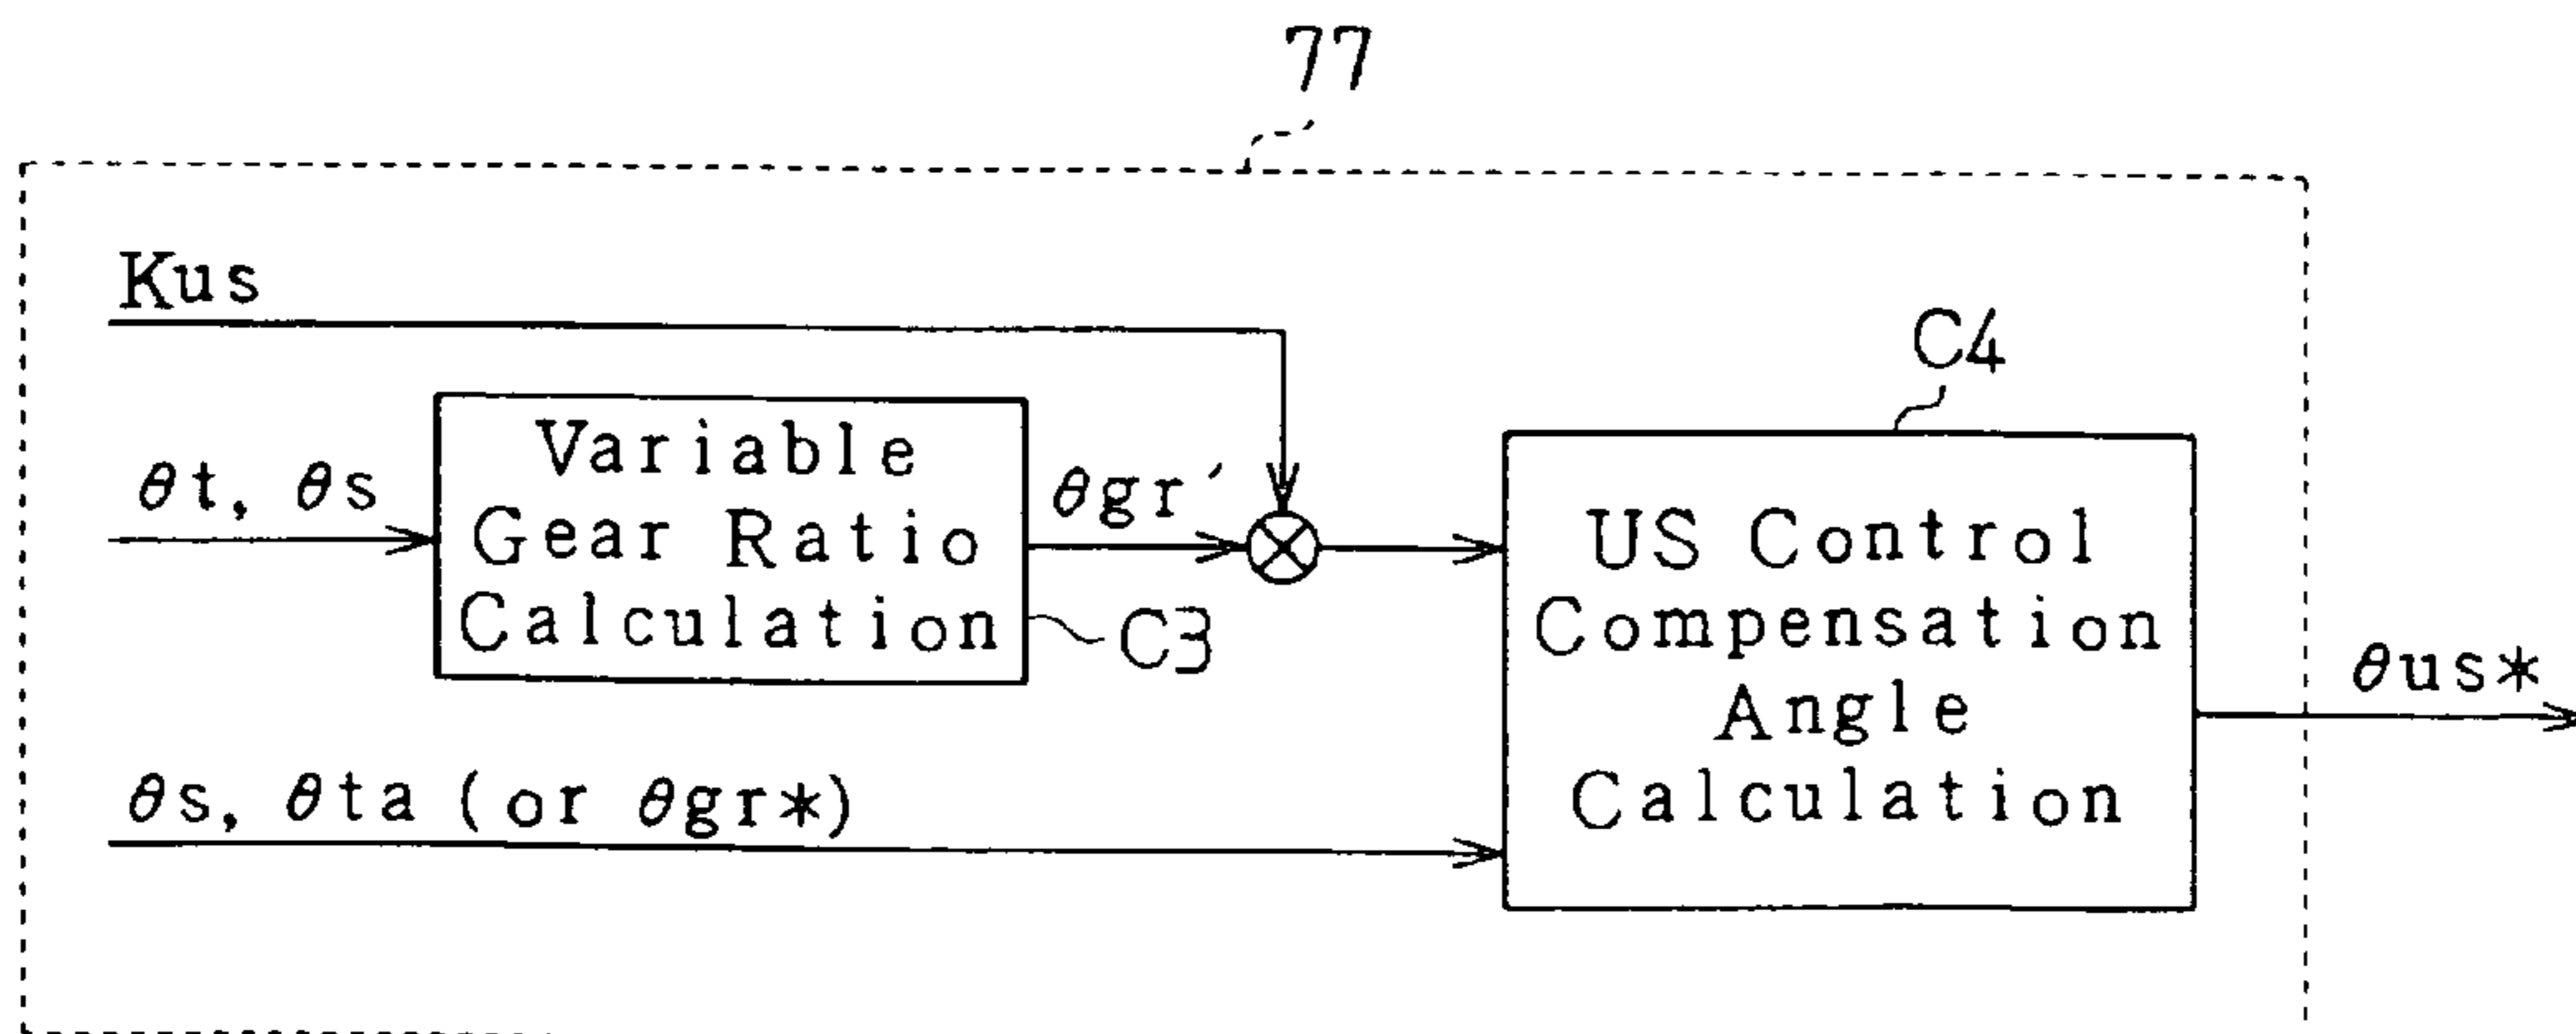 77
Kus
C4
θt, θs
Variable
Gear Ratio
Calculation
θgr′
C3
US Control
Compensation
Angle
Calculation
θus*
θs, θta (or θgr*)